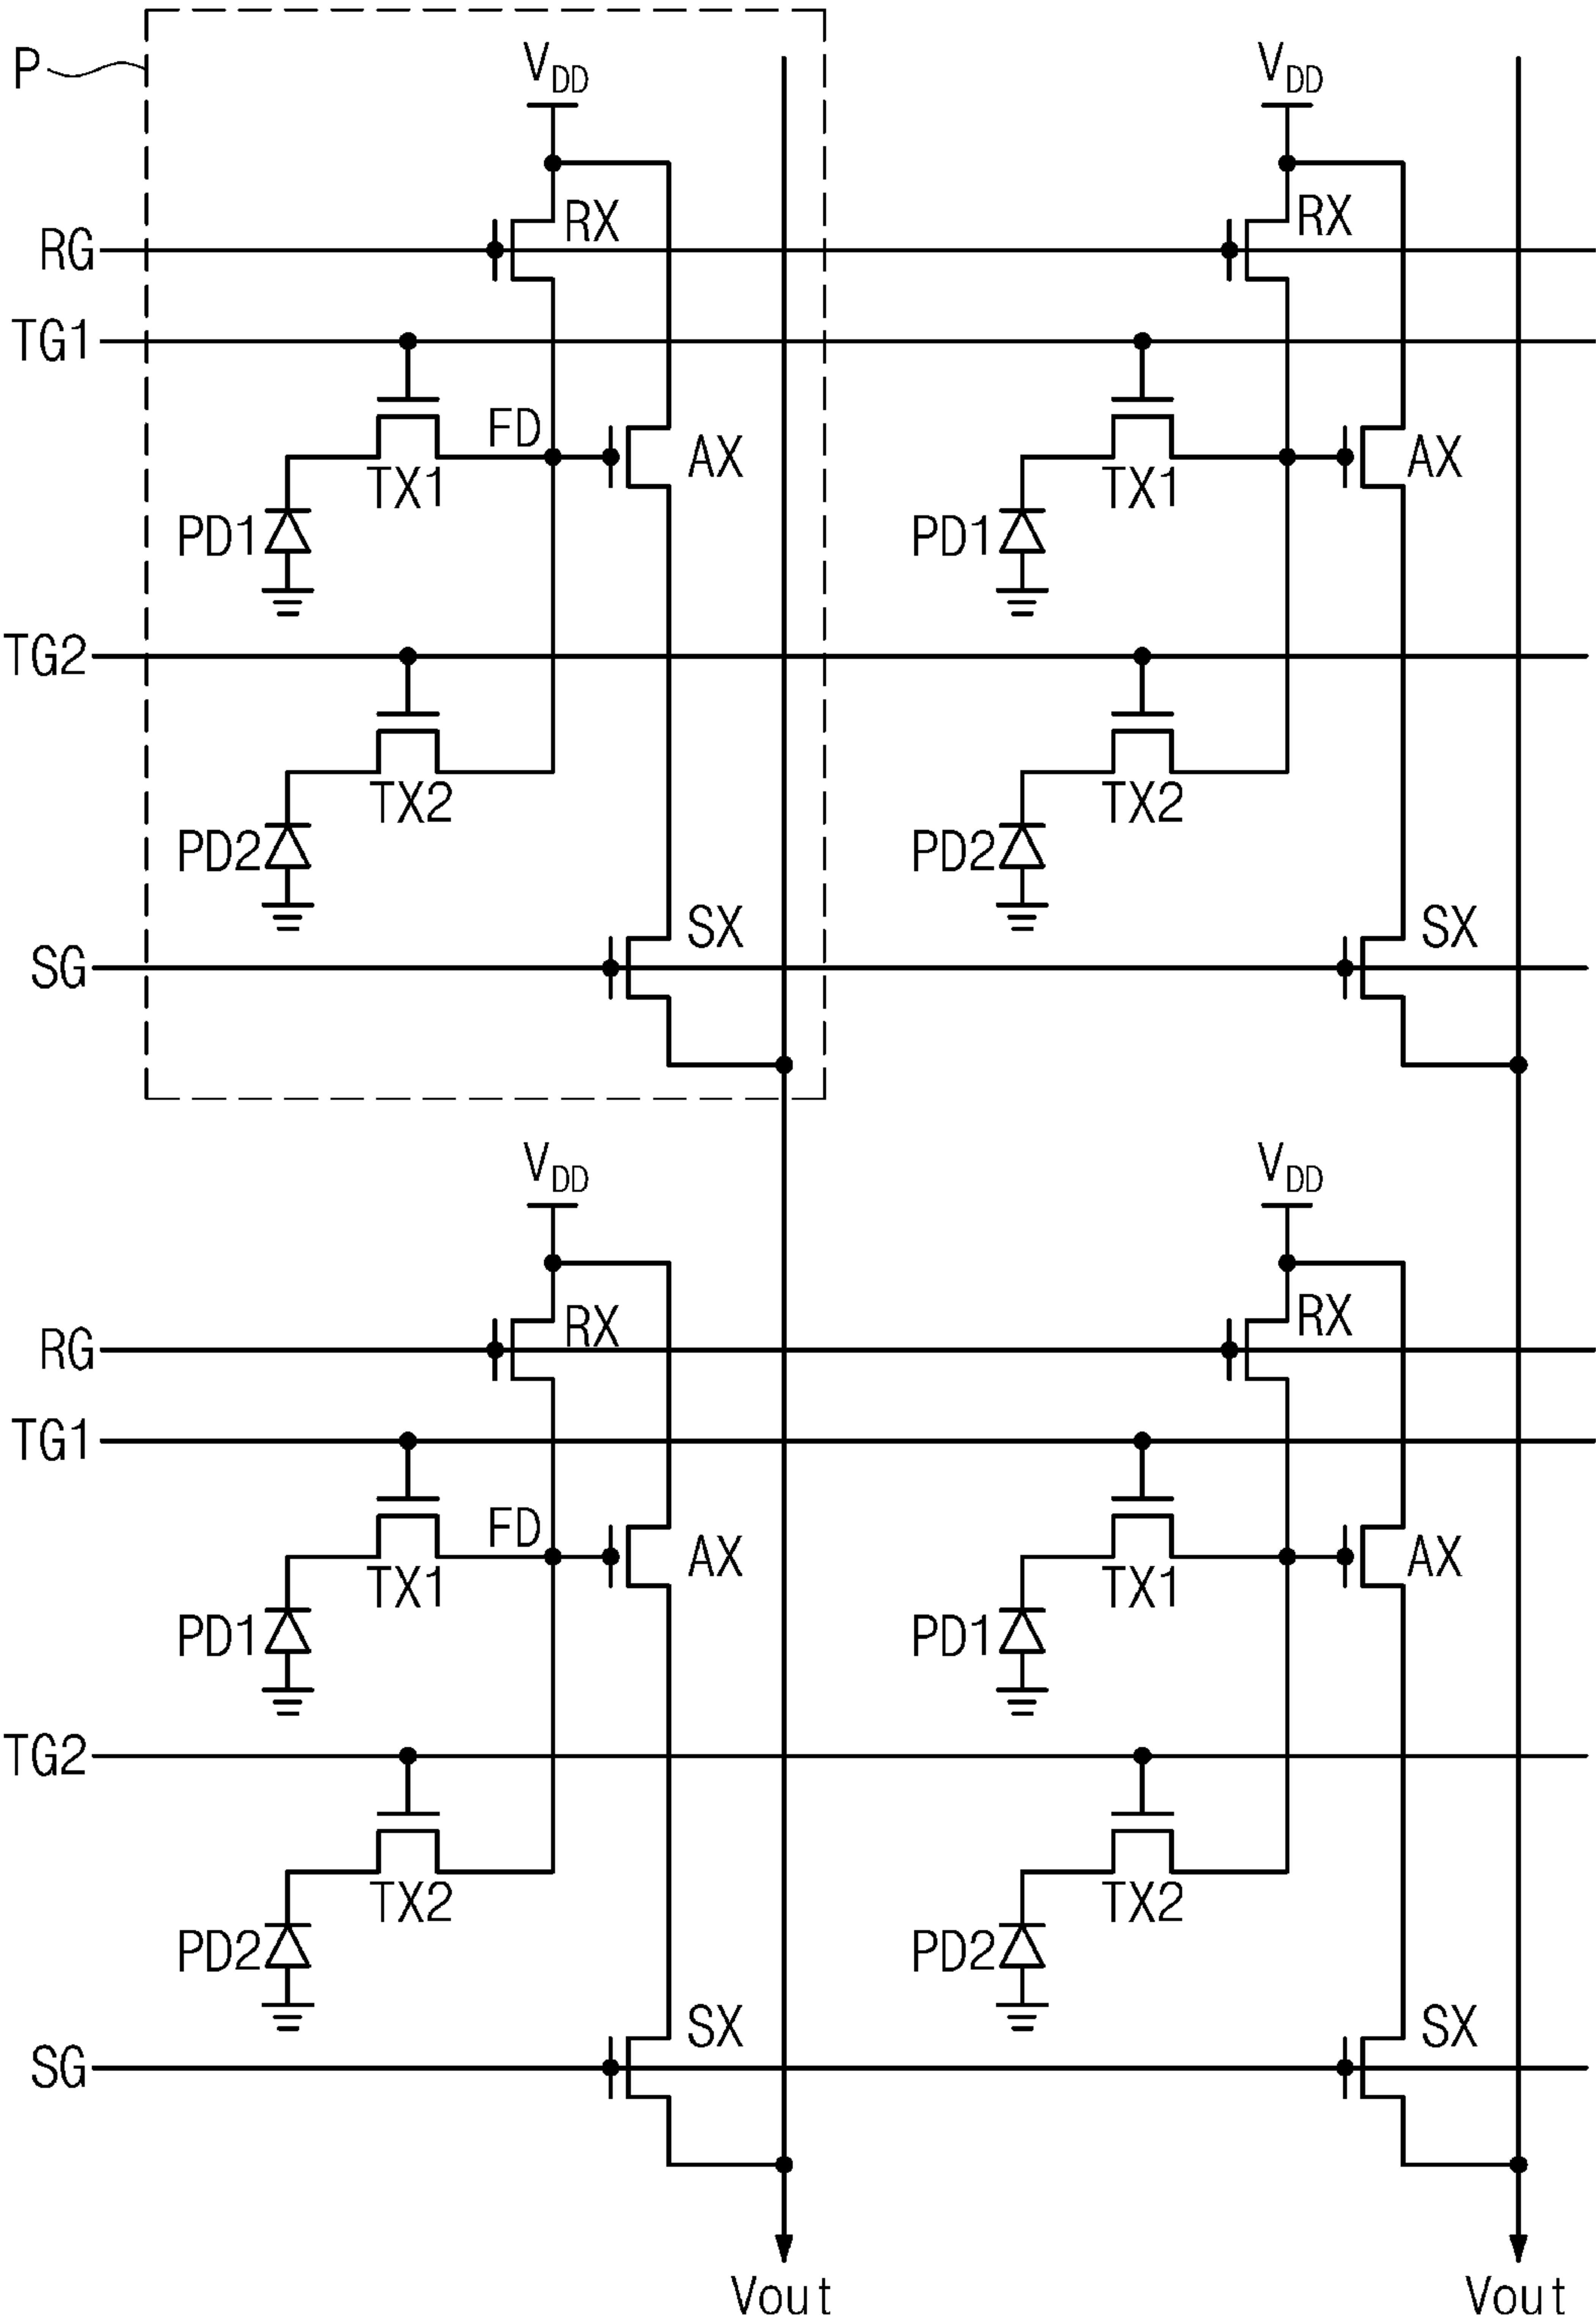 P
VDD
VDD
RX
RX
RG
TG1
FD
AX
AX
TX1
TX1
PD1
PD1
TG2
TX2
TX2
PD2
PD2
SX
SX
SG
VDD
VDD
RX
RX
RG
TG1
FD
AX
AX
TX1
TX1
PD1
PD1
TG2
TX2
TX2
PD2
PD2
SX
SX
SG
Vout
Vout